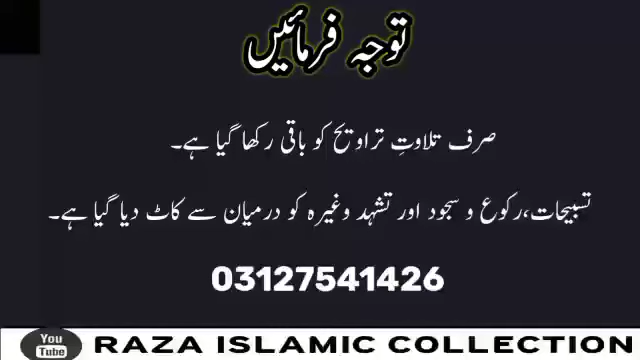 توجہ فرمائیں
صرف تلاوتِ تراویح کو باقی رکھا گیا ہے۔
تسبیحات،رکوع و سجود اور تشہد وغیرہ کو درمیان سے کاٹ دیا گیا ہے۔
03127541426
You Tube RAZA ISLAMIC COLLECTION